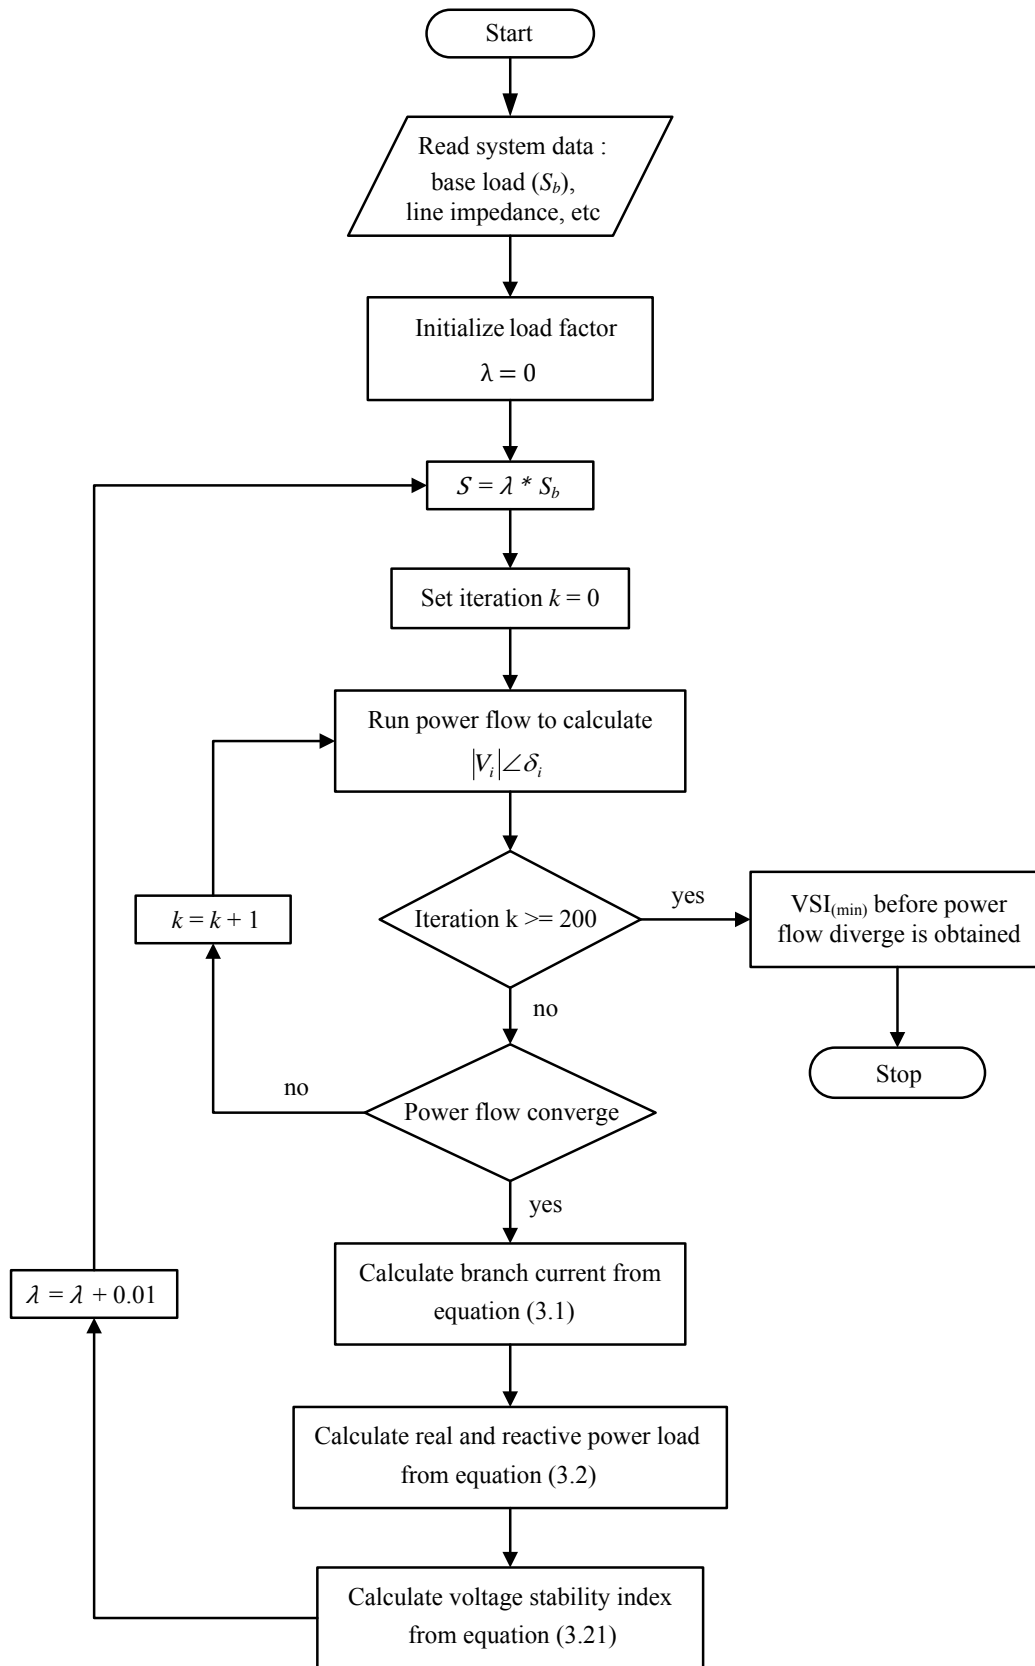 Start
Read system data :
base load (S_b),
line impedance, etc
Initialize load factor
λ = 0
S = λ * S_b
Set iteration k = 0
Run power flow to calculate
|V_i|∠δ_i
k = k + 1
Iteration k >= 200
yes
VSI_(min) before power
flow diverge is obtained
no
Stop
no
Power flow converge
yes
λ = λ + 0.01
Calculate branch current from
equation (3.1)
Calculate real and reactive power load
from equation (3.2)
Calculate voltage stability index
from equation (3.21)